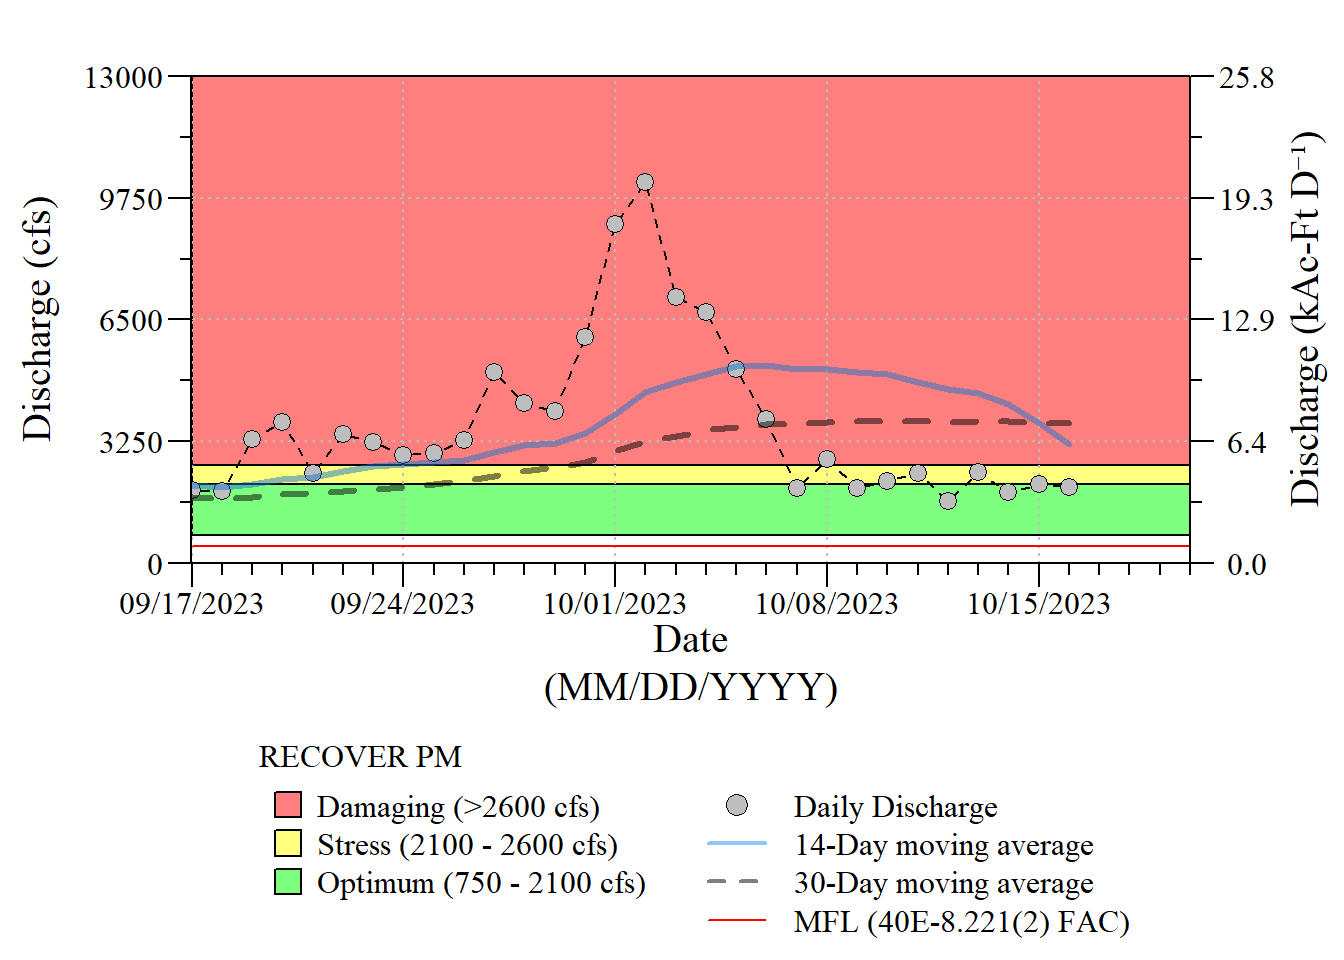 13000
9750
6500
3250
0
Discharge (cfs)
25.8
19.3
12.9
6.4
0.0
Discharge (kAc-Ft D⁻¹)
09/17/2023
09/24/2023
10/01/2023
10/08/2023
10/15/2023
Date
(MM/DD/YYYY)
RECOVER PM
Damaging (>2600 cfs)
Stress (2100 - 2600 cfs)
Optimum (750 - 2100 cfs)
Daily Discharge
14-Day moving average
30-Day moving average
MFL (40E-8.221(2) FAC)